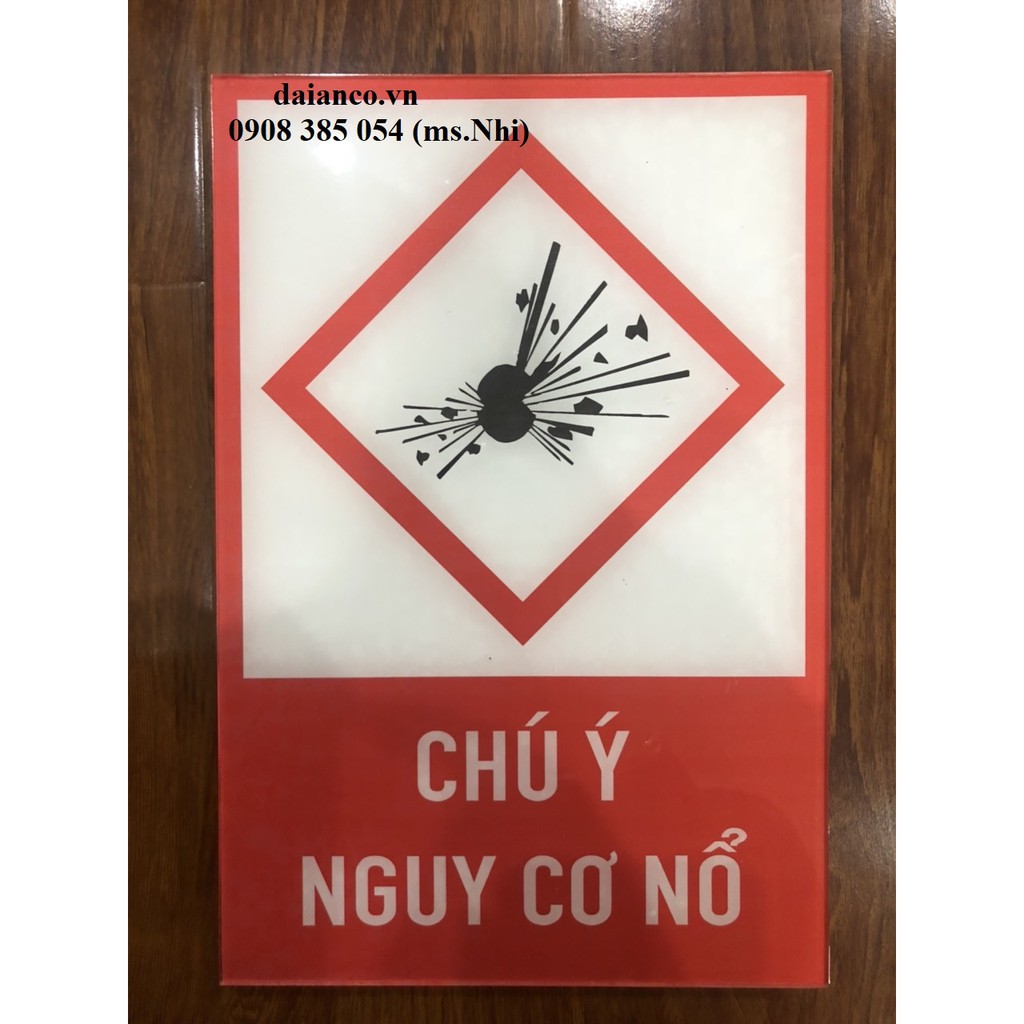 daianco.vn
0908 385 054 (ms.Nhi)
CHÚ Ý
NGUY CƠ NỔ